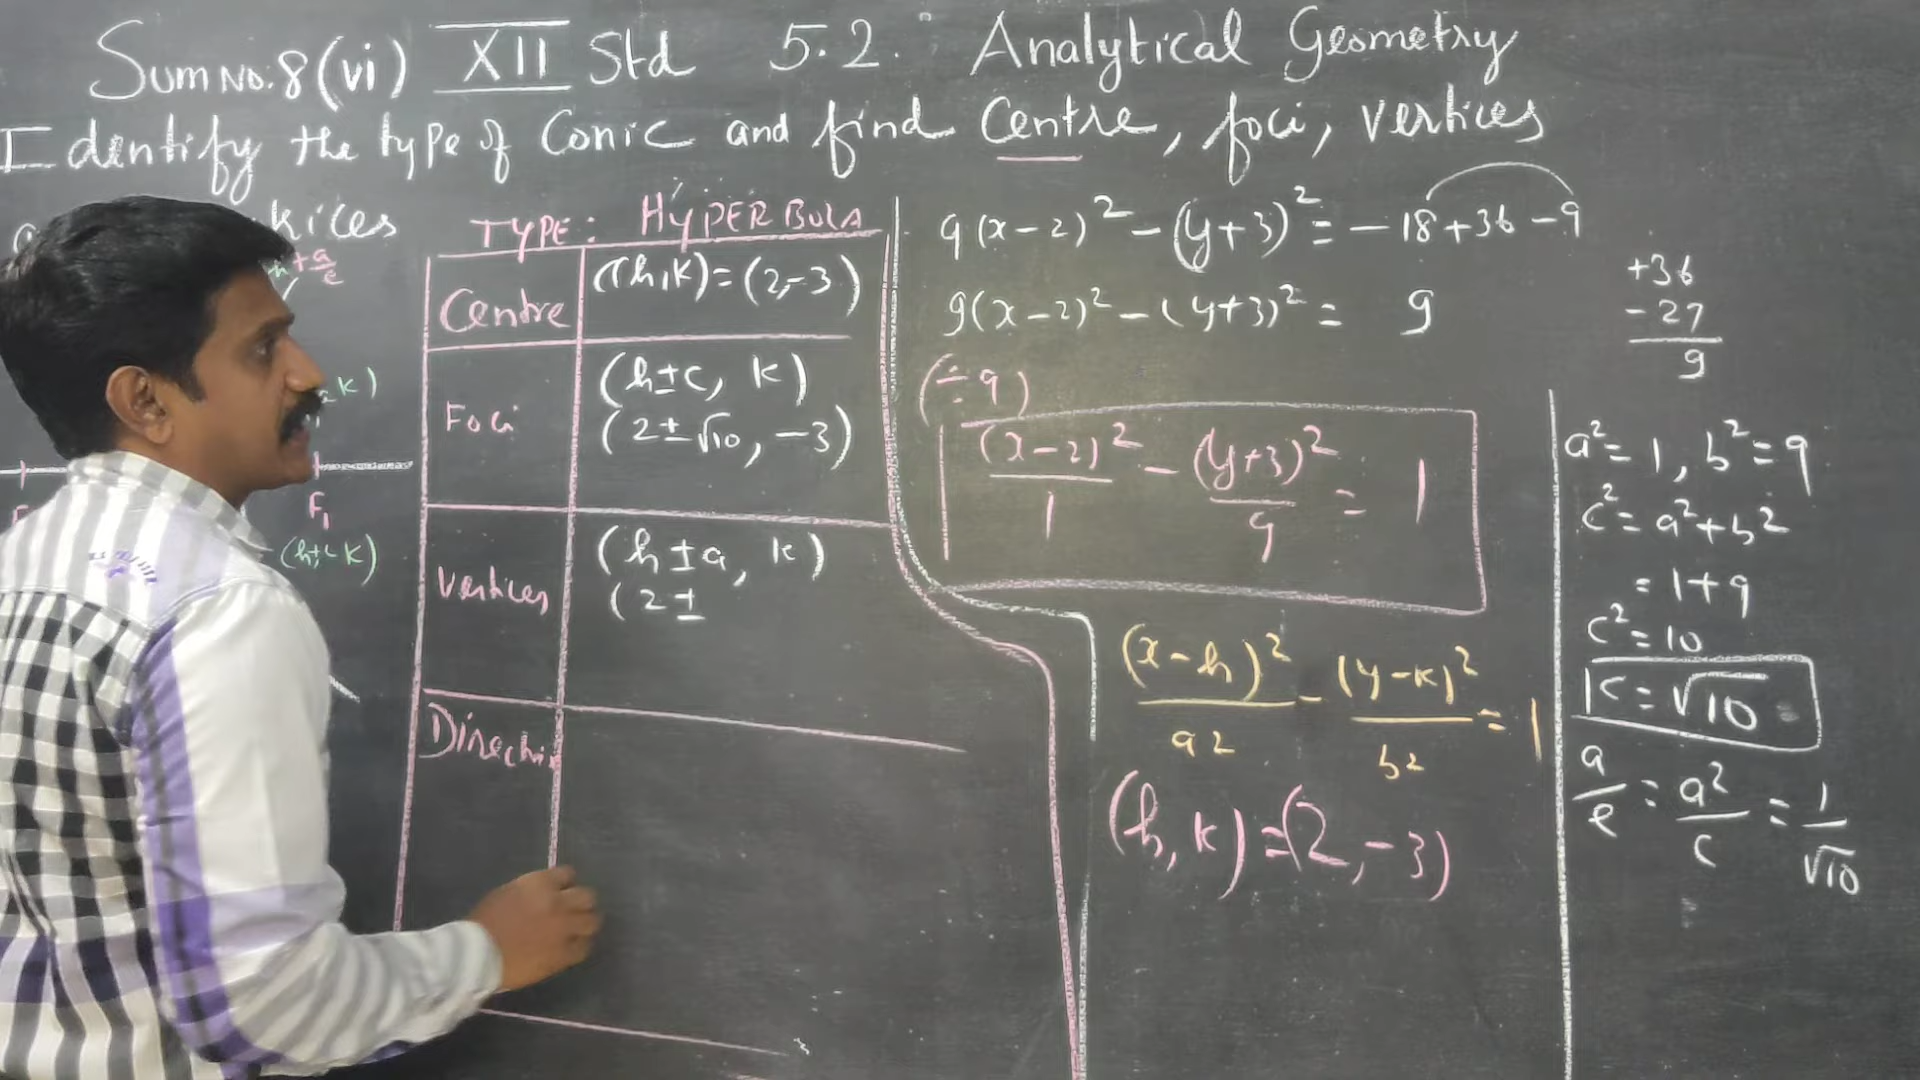 Sum No. 8 (vi) XII Std 5.2. Analytical Geometry
Identify the type of Conic and find Centre, foci, vertices
+a/e
k)
F₁
(h+c, k)
TYPE: HYPERBOLA
Centre (h,k) = (2,-3)
Foci (h±c, k)
(2±√10, -3)
Vertices (h±a, k)
(2±
9(x-2)² - (y+3)² = -18+36-9
9(x-2)² - (y+3)² = 9
(÷9)
(x-2)²/1 - (y+3)²/9 = 1
(x-h)²/a² - (y-k)²/b² = 1
(h, k) = (2, -3)
+36
-27
9
a² = 1, b² = 9
c² = a² + b²
= 1+9
c² = 10
c = √10
a/e = a²/c = 1/√10